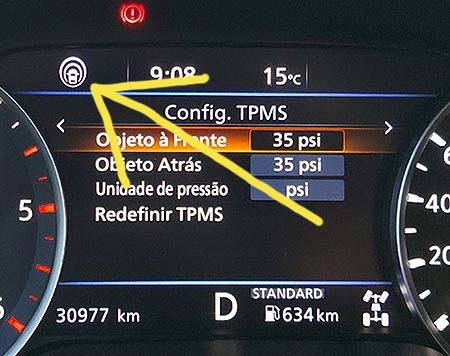 9:08 15°C
Config. TPMS
Objeto à Frente 35 psi
Objeto Atrás 35 psi
Unidade de pressão psi
Redefinir TPMS
5
40
20
30977 km D STANDARD
634 km